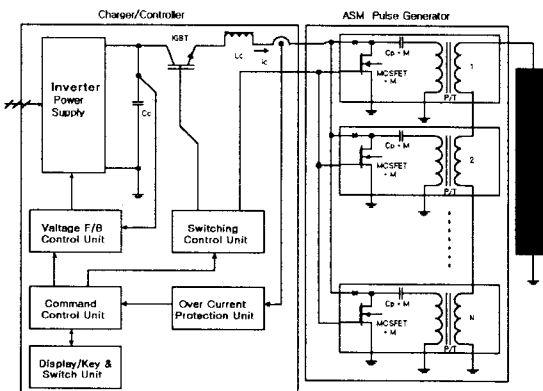 Charger/Controller
ASM Pulse Generator
IGBT
Lc
ic
Inverter
Power
Supply
Cc
Cp × M
MOSFET
× M
P/T
1
Cp × M
MOSFET
× M
P/T
2
Cp × M
MOSFET
× M
P/T
N
Valtage F/B
Control Unit
Switching
Control Unit
Command
Control Unit
Over Current
Protection Unit
Display/Key &
Switch Unit